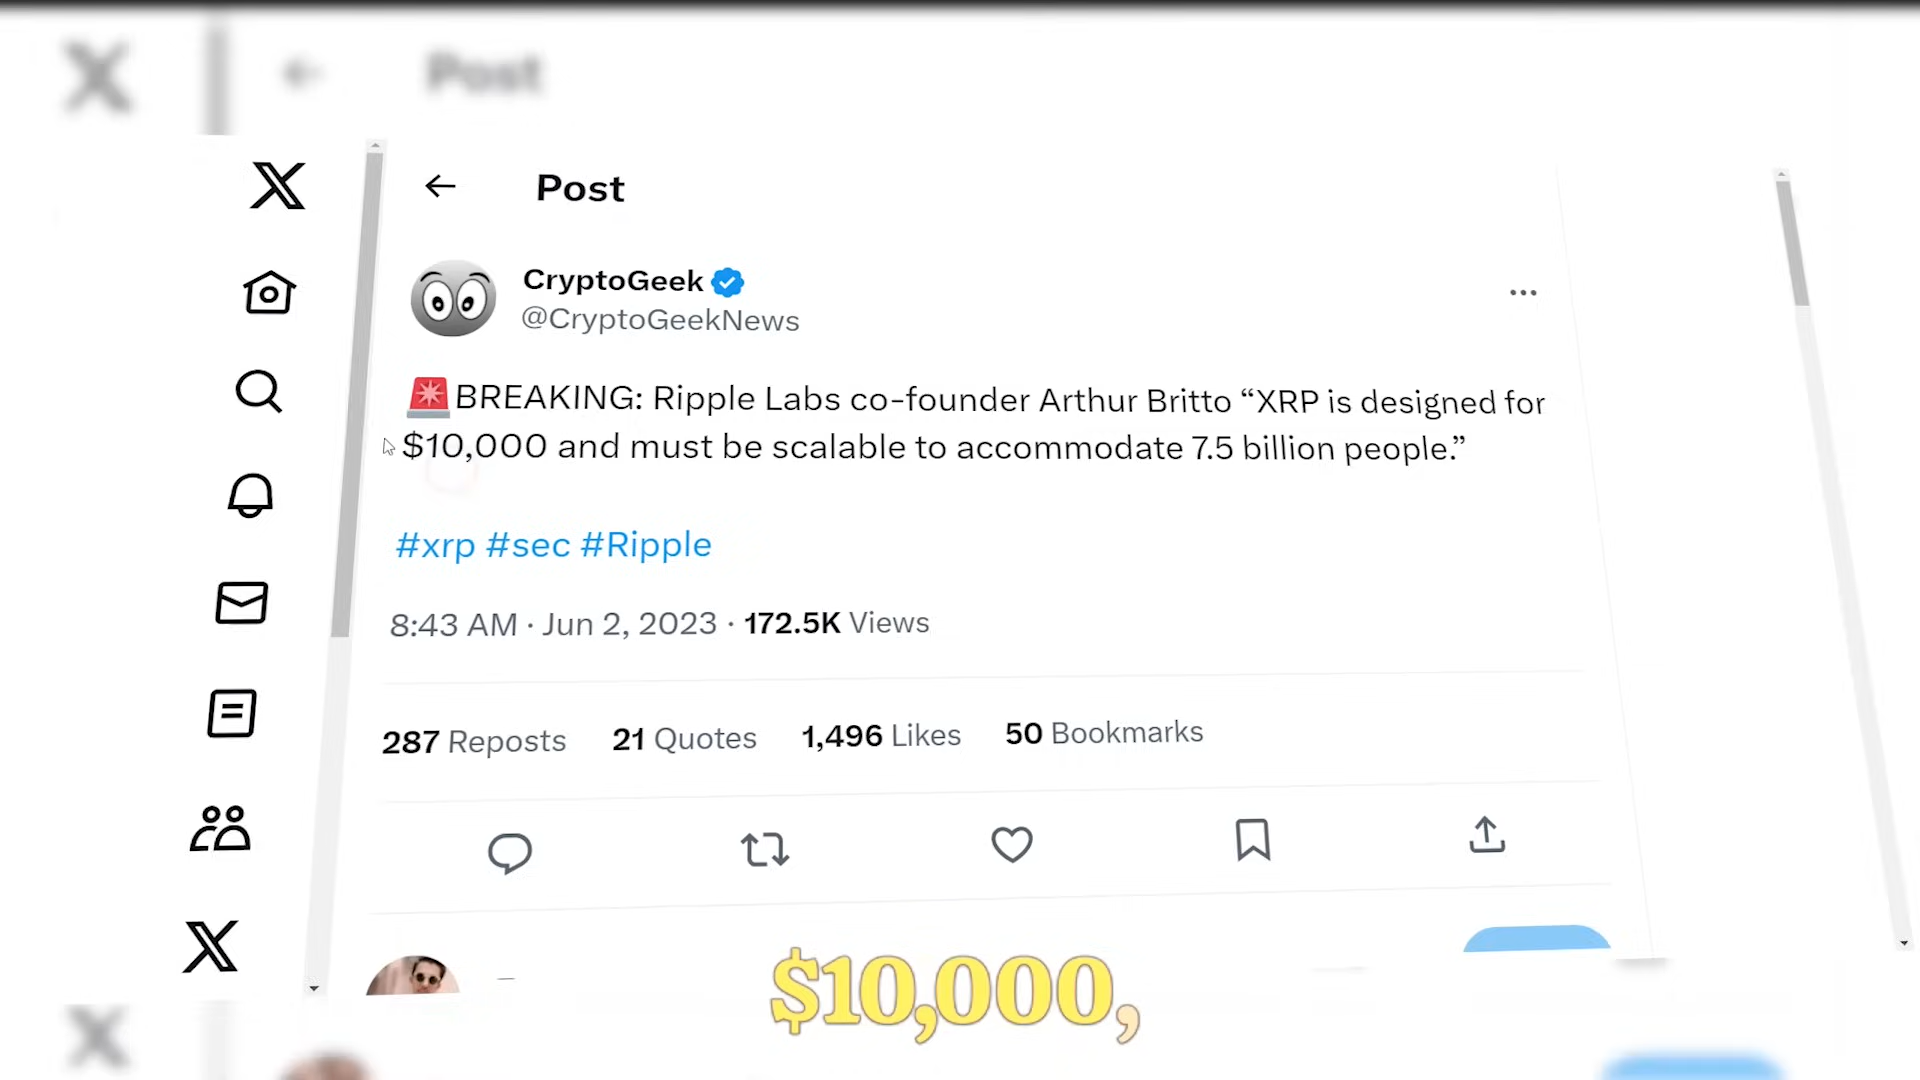 Post
Post
CryptoGeek
@CryptoGeekNews
🚨BREAKING: Ripple Labs co-founder Arthur Britto “XRP is designed for
$10,000 and must be scalable to accommodate 7.5 billion people.”
#xrp #sec #Ripple
8:43 AM · Jun 2, 2023 · 172.5K Views
287 Reposts 21 Quotes 1,496 Likes 50 Bookmarks
$10,000,